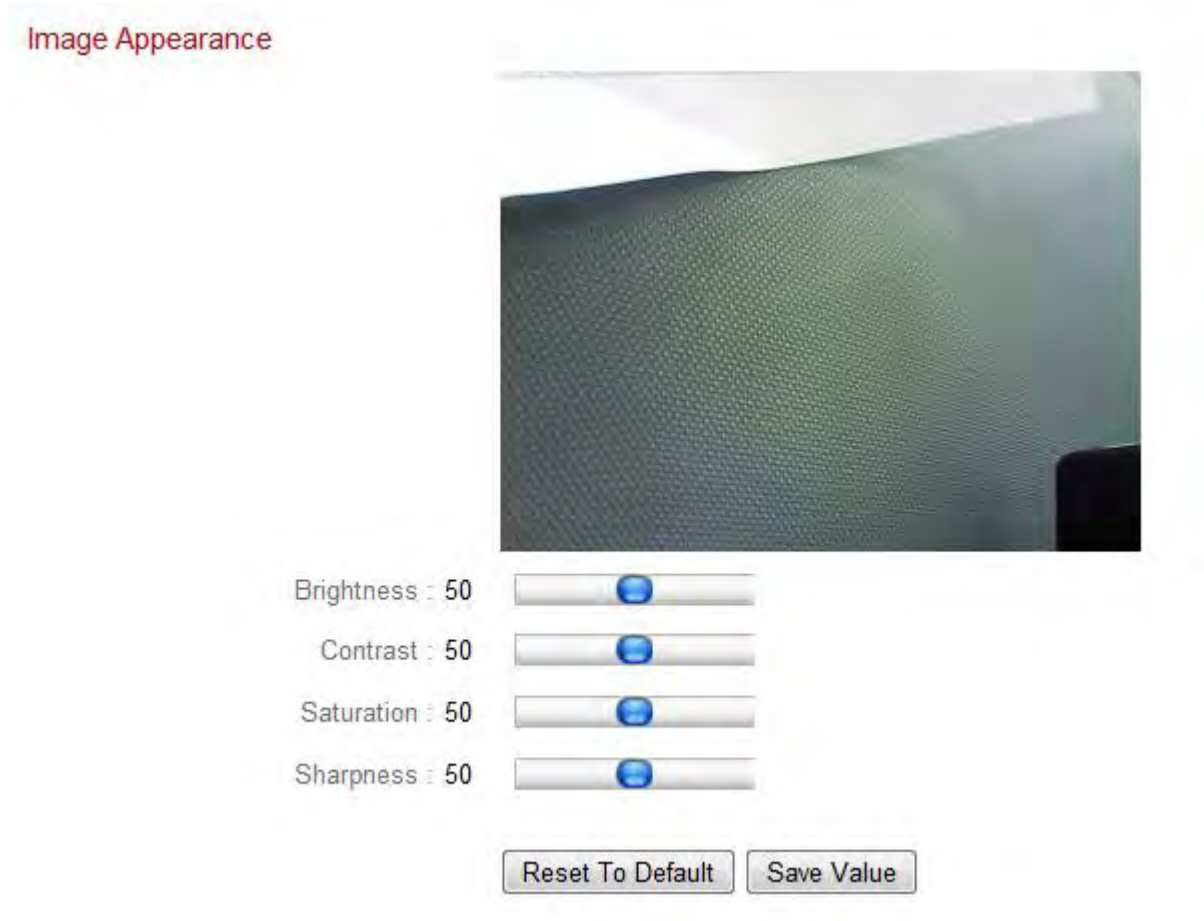 Image Appearance
Brightness : 50
Contrast : 50
Saturation : 50
Sharpness : 50
Reset To Default Save Value